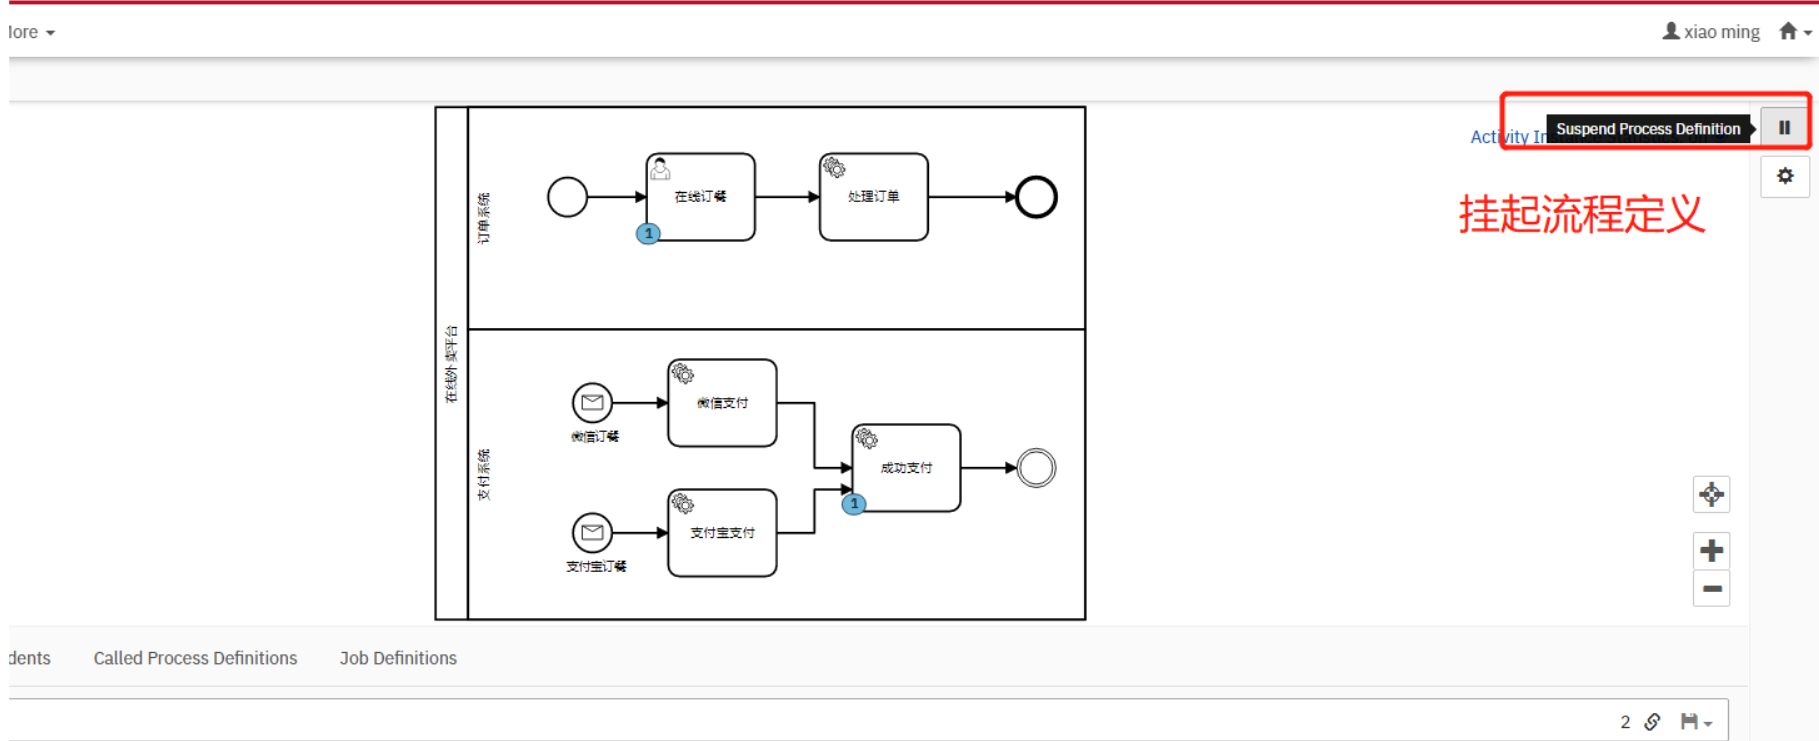 lore
xiao ming
Suspend Process Definition
Activity In
挂起流程定义
在线外卖平台
订单系统
在线订餐
1
处理订单
支付系统
微信订餐
微信支付
支付宝订餐
支付宝支付
成功支付
1
dents Called Process Definitions Job Definitions
2